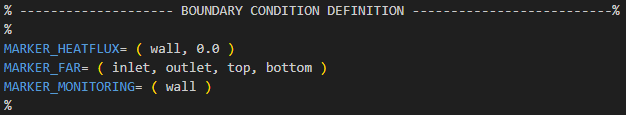 % -------------------- BOUNDARY CONDITION DEFINITION --------------------------%
%
MARKER_HEATFLUX= ( wall, 0.0 )
MARKER_FAR= ( inlet, outlet, top, bottom )
MARKER_MONITORING= ( wall )
%